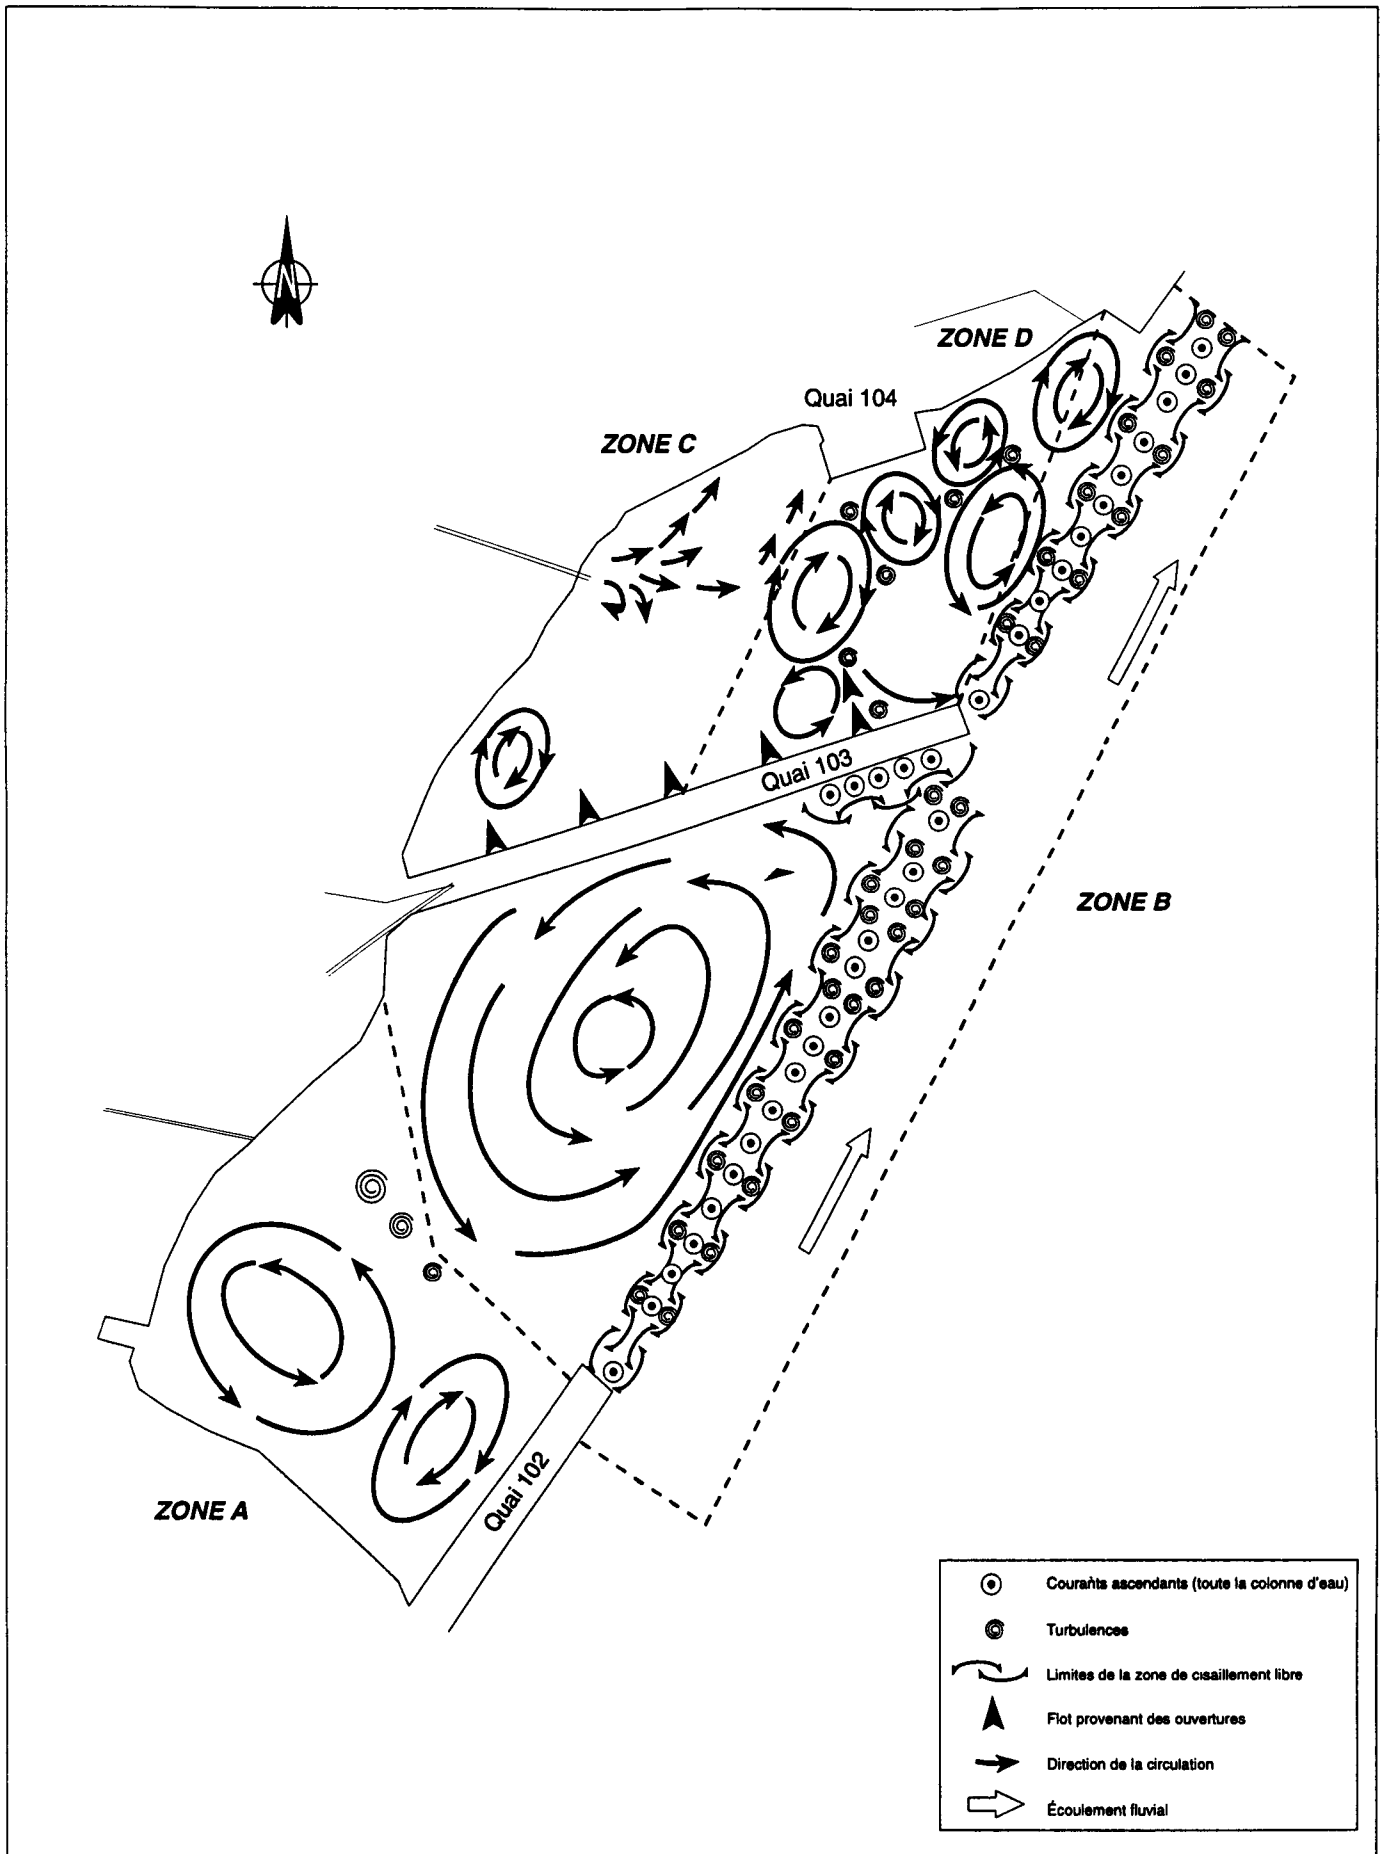 N
ZONE D
Quai 104
ZONE C
Quai 103
ZONE B
Quai 102
ZONE A
Courants ascendants (toute la colonne d'eau)
Turbulences
Limites de la zone de cisaillement libre
Flot provenant des ouvertures
Direction de la circulation
Écoulement fluvial